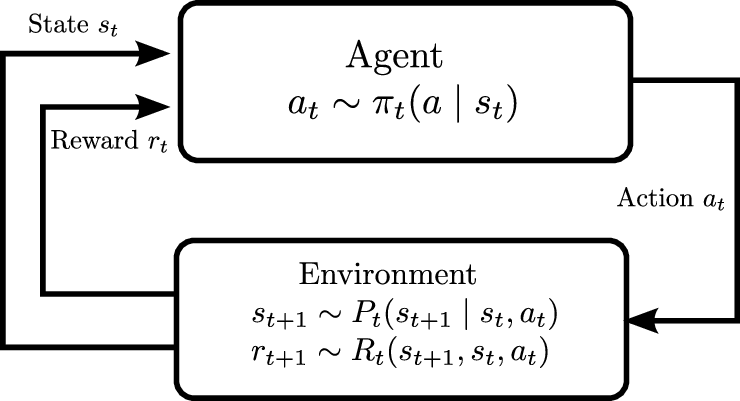 State $s_t$
Agent
$a_t \sim \pi_t(a \mid s_t)$
Reward $r_t$
Action $a_t$
Environment
$s_{t+1} \sim P_t(s_{t+1} \mid s_t, a_t)$
$r_{t+1} \sim R_t(s_{t+1}, s_t, a_t)$